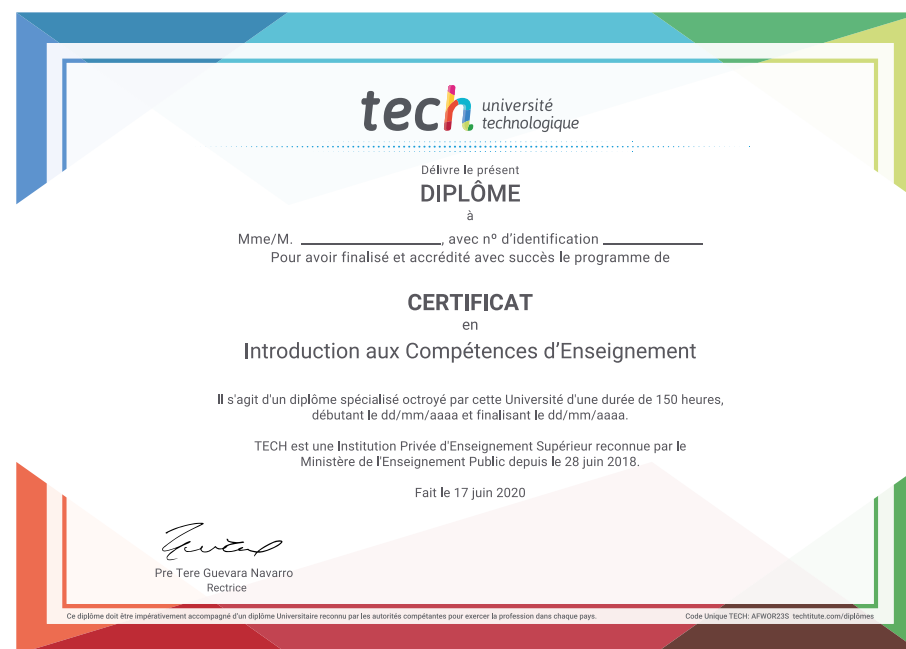 tech université
technologique
Délivre le présent
DIPLÔME
à
Mme/M. ____________________, avec nº d'identification ______________
Pour avoir finalisé et accrédité avec succès le programme de
CERTIFICAT
en
Introduction aux Compétences d'Enseignement
Il s'agit d'un diplôme spécialisé octroyé par cette Université d'une durée de 150 heures,
débutant le dd/mm/aaaa et finalisant le dd/mm/aaaa.
TECH est une Institution Privée d'Enseignement Supérieur reconnue par le
Ministère de l'Enseignement Public depuis le 28 juin 2018.
Fait le 17 juin 2020
Pre Tere Guevara Navarro
Rectrice
Ce diplôme doit être impérativement accompagné d'un diplôme Universitaire reconnu par les autorités compétentes pour exercer la profession dans chaque pays.
Code Unique TECH: AFWOR23S techtitute.com/diplômes